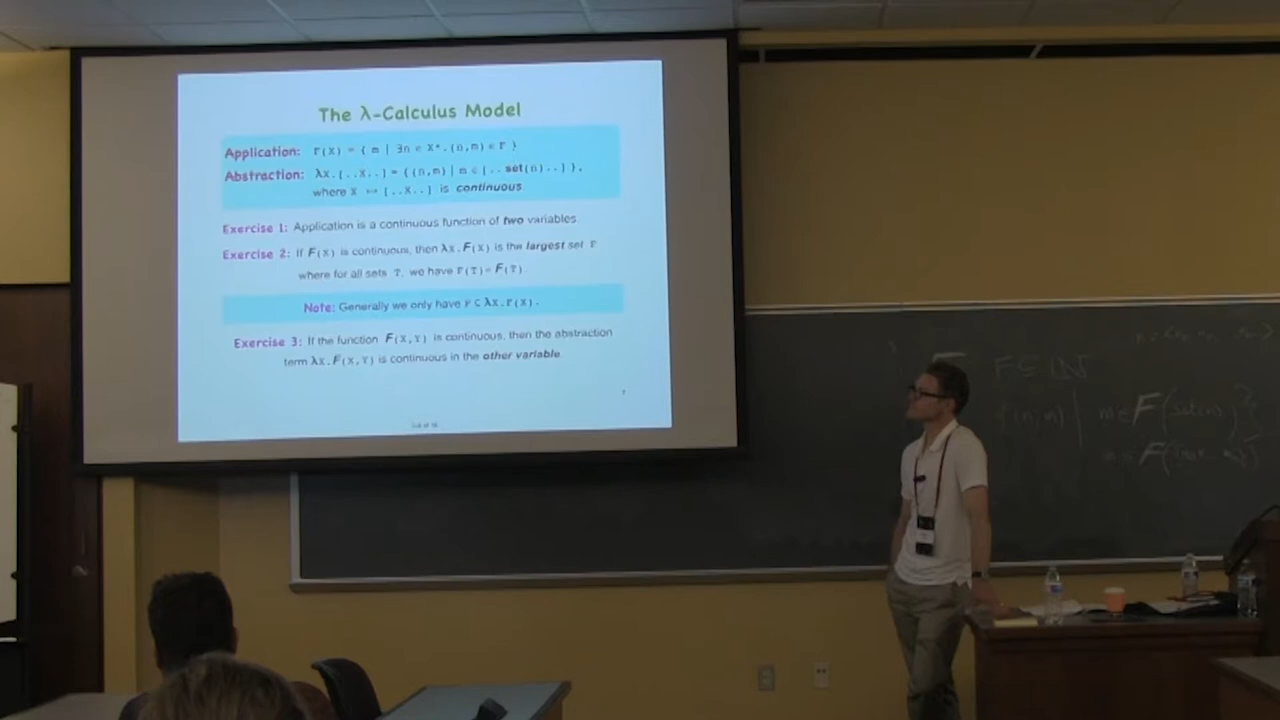 The λ-Calculus Model
Application: F(X) = { m | ∃n ∈ X*. (n,m) ∈ F }
Abstraction: λX.[..X..] = {(n,m) | m ∈ [..set(n)..] },
where X ↦ [..X..] is continuous
Exercise 1: Application is a continuous function of two variables.
Exercise 2: If F(X) is continuous, then λX.F(X) is the largest set F
where for all sets T, we have F(T)=F(T).
Note: Generally we only have F ⊆ λX.F(X).
Exercise 3: If the function F(X,Y) is continuous, then the abstraction
term λX.F(X,Y) is continuous in the other variable.
7
F ⊆ ℕ
(n,m) | m ∈ F(set(n))